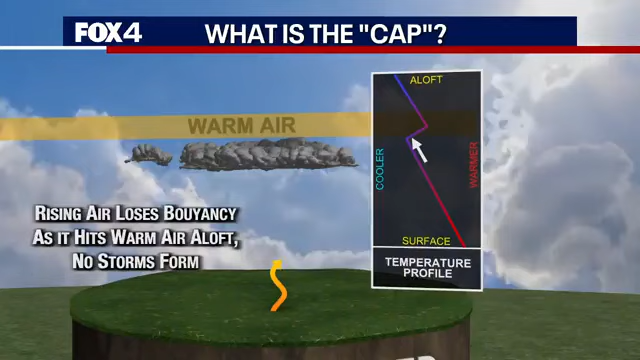 FOX4
WHAT IS THE "CAP"?
ALOFT
WARM AIR
COOLER
WARMER
RISING AIR LOSES BOUYANCY
AS IT HITS WARM AIR ALOFT,
NO STORMS FORM
SURFACE
TEMPERATURE
PROFILE